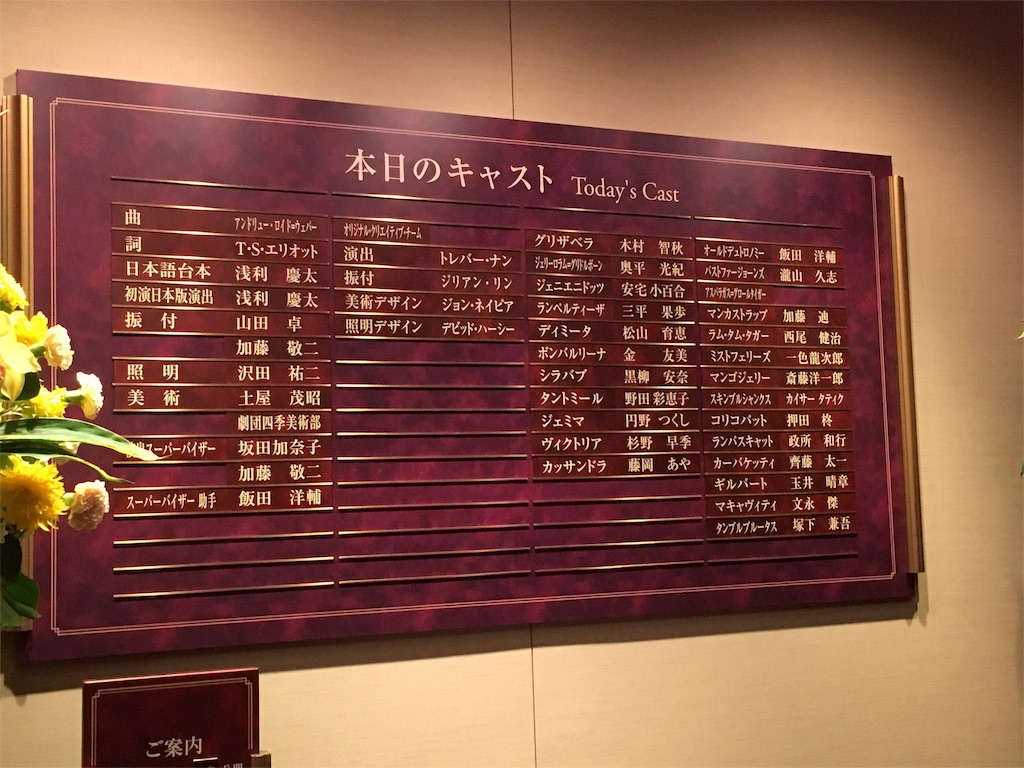 本日のキャスト Today's Cast
曲 アンドリュー・ロイド=ウェバー
詞 T・S・エリオット
日本語台本 浅利 慶太
初演日本版演出 浅利 慶太
振付 山田 卓
加藤 敬二
照明 沢田 祐二
美術 土屋 茂昭
劇団四季美術部
スーパーバイザー 坂田加奈子
加藤 敬二
スーパーバイザー助手 飯田 洋輔
オリジナル・クリエイティブ・チーム
演出 トレバー・ナン
振付 ジリアン・リン
美術デザイン ジョン・ネイピア
照明デザイン デビッド・ハーシー
グリザベラ 木村 智秋
ジェリーロラム=グリドルボーン 奥平 光紀
ジェニエニドッツ 安宅小百合
ランペルティーザ 三平 果歩
ディミータ 松山 育恵
ボンバルリーナ 金 友美
シラバブ 黒柳 安奈
タントミール 野田彩恵子
ジェミマ 円野 つくし
ヴィクトリア 杉野 早季
カッサンドラ 藤岡 あや
オールドデュトロノミー 飯田 洋輔
バストファージョーンズ 瀧山 久志
アスパラガス=グロールタイガー
マンカストラップ 加藤 迪
ラム・タム・タガー 西尾 健治
ミストフェリーズ 一色龍次郎
マンゴジェリー 斎藤洋一郎
スキンブルシャンクス カイサー タティク
コリコパット 押田 柊
ランパスキャット 政所 和行
カーバケッティ 齊藤 太一
ギルバート 玉井 晴章
マキャヴィティ 文永 傑
タンブルブルータス 塚下 兼吾
ご案内